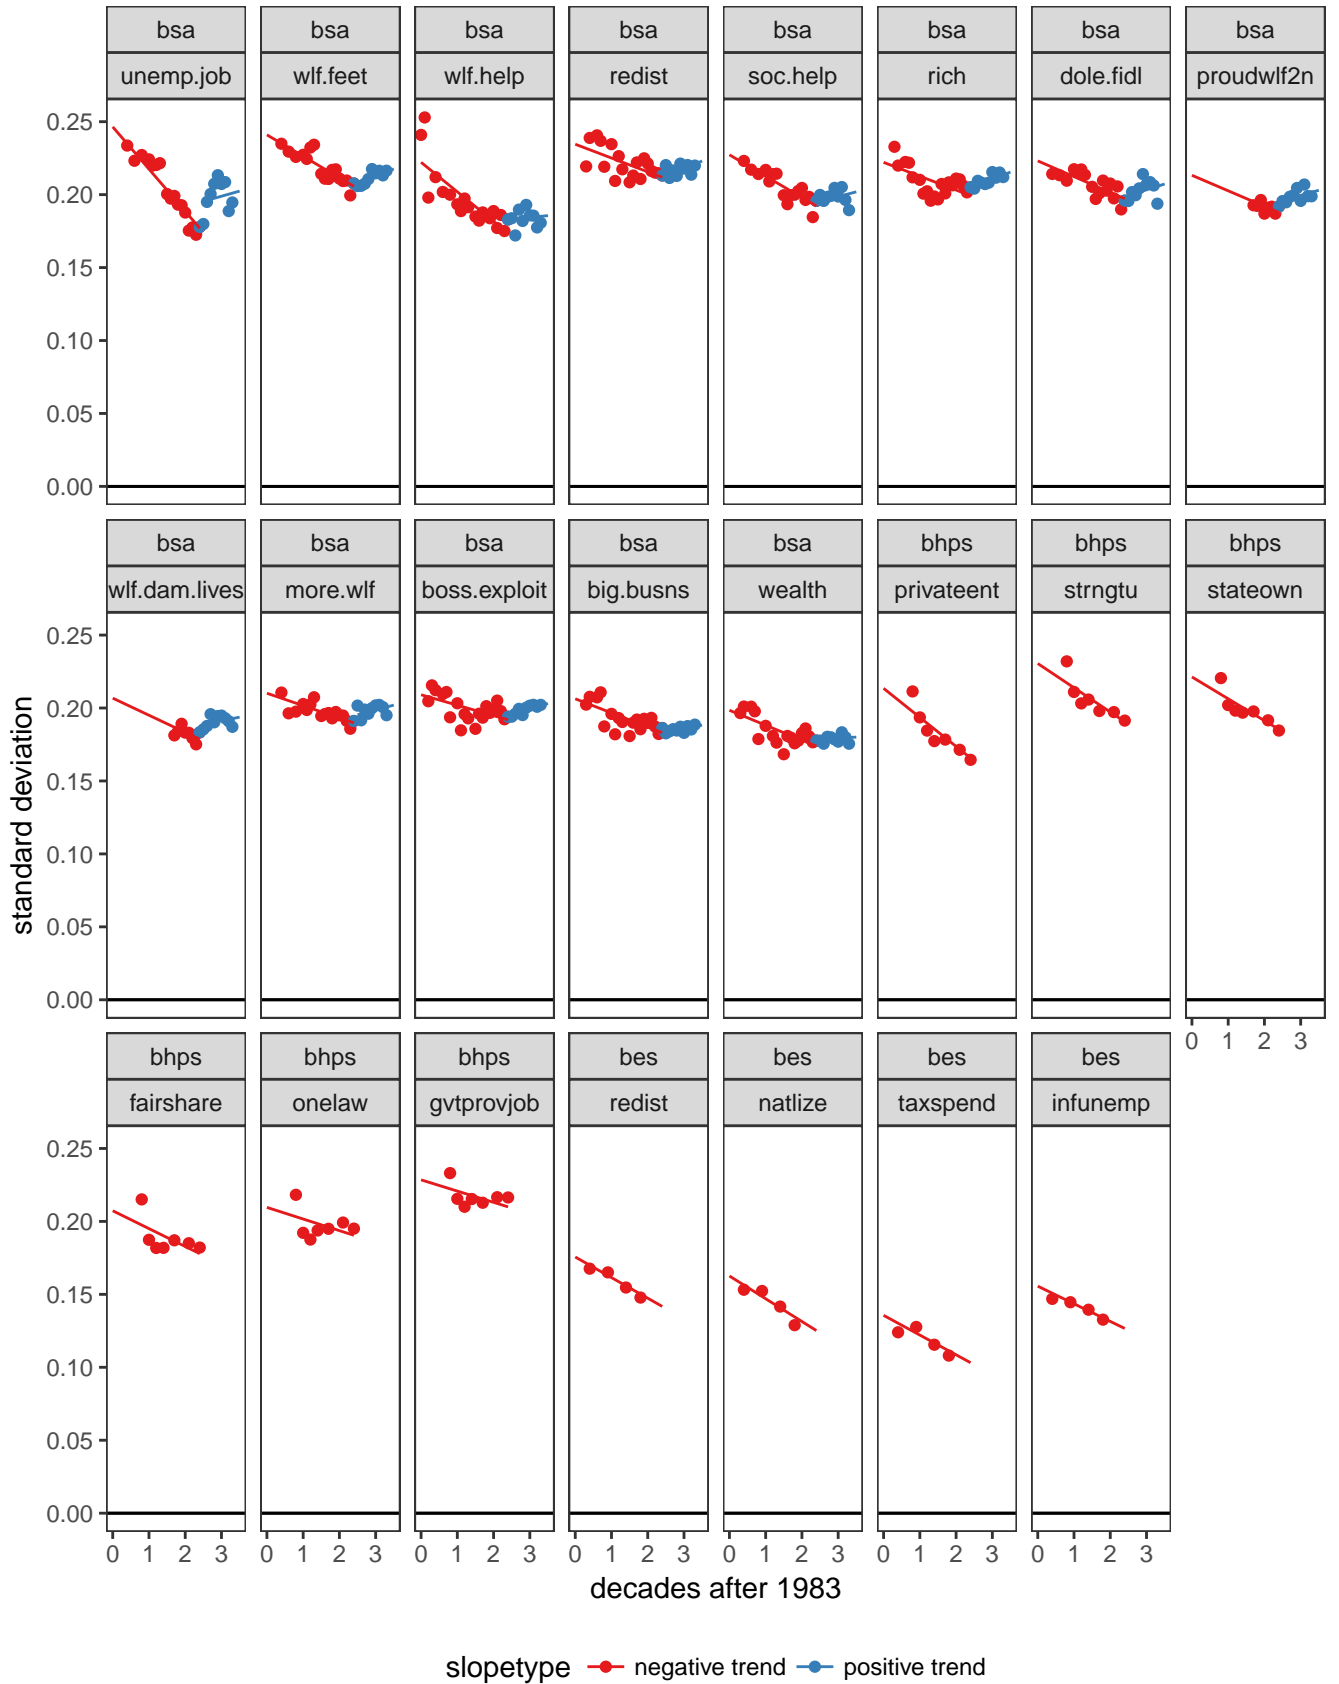 bsa bsa bsa bsa bsa bsa bsa bsa
unemp.job wlf.feet wlf.help redist soc.help rich dole.fidl proudwlf2n
0.25
0.20
0.15
0.10
0.05
0.00
bsa bsa bsa bsa bsa bhps bhps bhps
wlf.dam.lives more.wlf boss.exploit big.busns wealth privateent strngtu stateown
0.25
0.20
0.15
0.10
0.05
0.00
standard deviation
0 1 2 3
bhps bhps bhps bes bes bes bes
fairshare onelaw gvtprovjob redist natlize taxspend infunemp
0.25
0.20
0.15
0.10
0.05
0.00
0 1 2 3 0 1 2 3 0 1 2 3 0 1 2 3 0 1 2 3 0 1 2 3 0 1 2 3
decades after 1983
slopetype negative trend positive trend